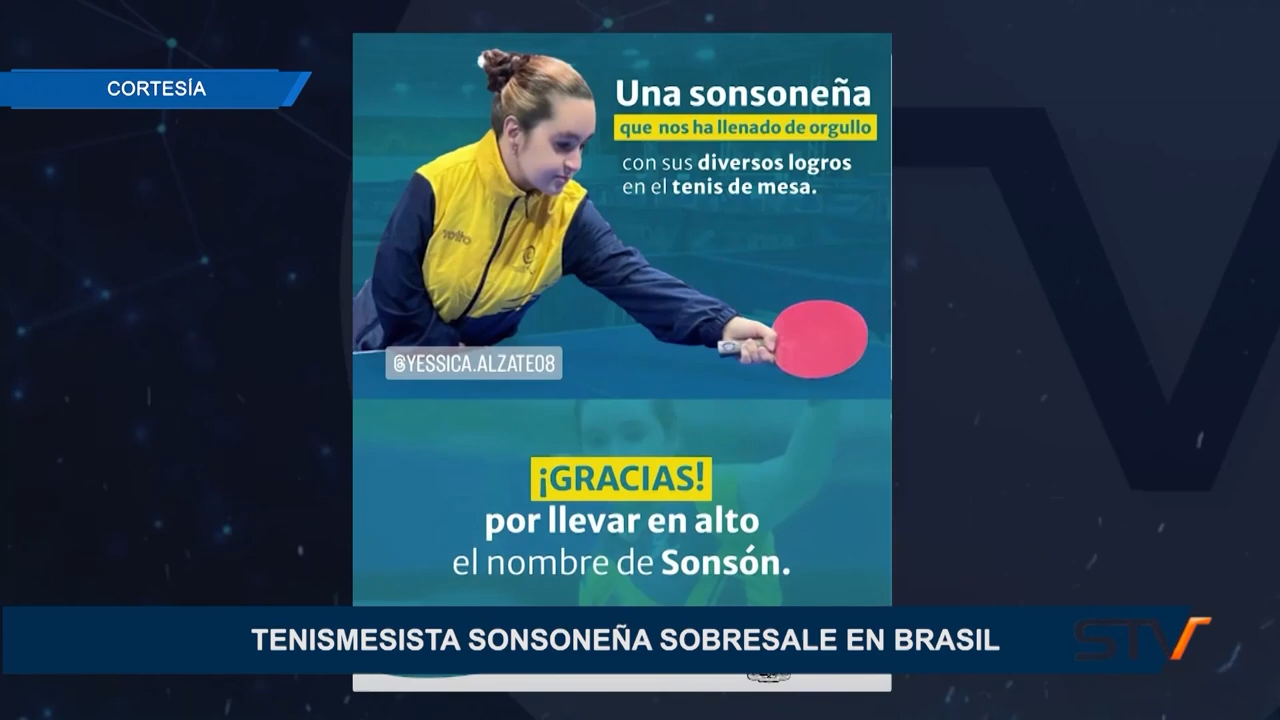 CORTESÍA
Una sonsoneña
que nos ha llenado de orgullo
con sus diversos logros
en el tenis de mesa.
@YESSICA.ALZATE08
¡GRACIAS!
por llevar en alto
el nombre de Sonsón.
TENISMESISTA SONSONEÑA SOBRESALE EN BRASIL
STV